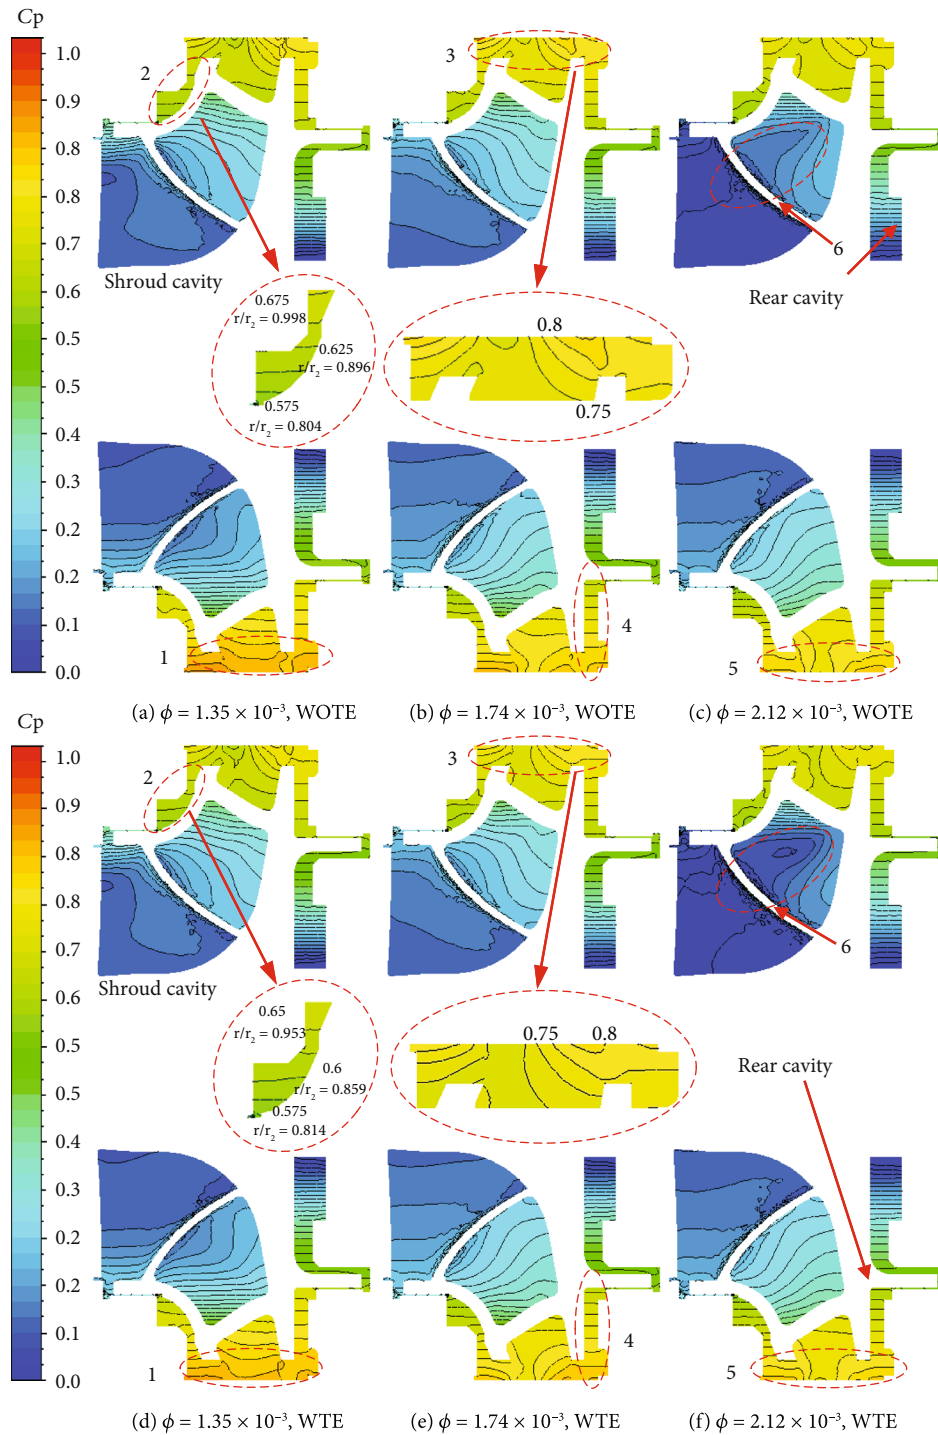 Cp
1.0
0.9
0.8
0.8
0.7
0.6
0.5
0.5
0.4
0.3
0.2
0.2
0.1
0.0
2
3
6
Shroud cavity
Rear cavity
0.675
r/r2 = 0.998
0.625
r/r2 = 0.896
0.575
r/r2 = 0.804
0.8
0.75
1
4
5
(a) ϕ = 1.35 × 10⁻³, WOTE
(b) ϕ = 1.74 × 10⁻³, WOTE
(c) ϕ = 2.12 × 10⁻³, WOTE
Cp
1.0
0.9
0.8
0.8
0.7
0.6
0.5
0.5
0.4
0.3
0.2
0.2
0.1
0.0
2
3
6
Shroud cavity
Rear cavity
0.65
r/r2 = 0.953
0.6
r/r2 = 0.859
0.575
r/r2 = 0.814
0.75
0.8
1
4
5
(d) ϕ = 1.35 × 10⁻³, WTE
(e) ϕ = 1.74 × 10⁻³, WTE
(f) ϕ = 2.12 × 10⁻³, WTE